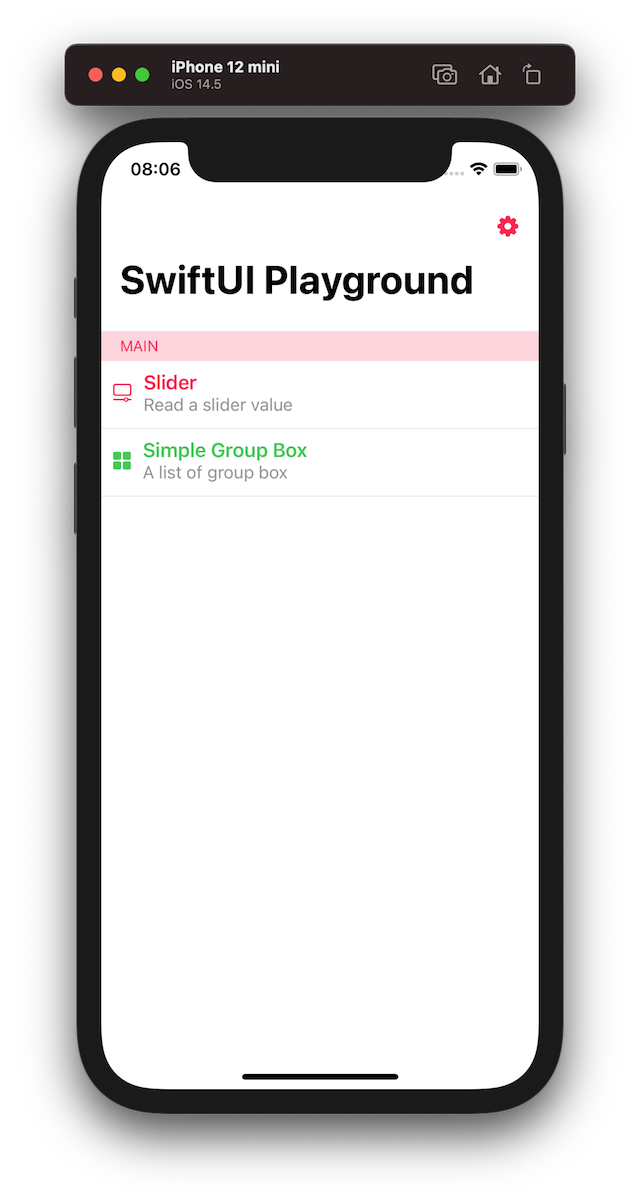 iPhone 12 mini
iOS 14.5
08:06
SwiftUI Playground
MAIN
Slider
Read a slider value
Simple Group Box
A list of group box